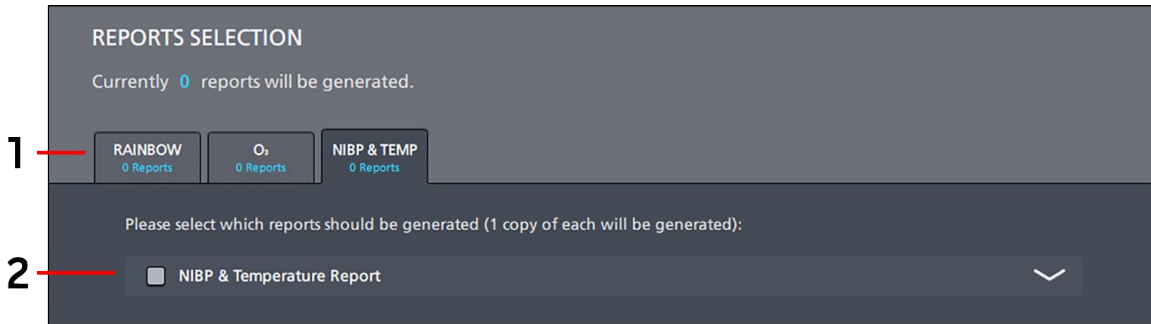 REPORTS SELECTION
Currently 0 reports will be generated.
1
RAINBOW O₃ NIBP & TEMP
0 Reports 0 Reports 0 Reports
Please select which reports should be generated (1 copy of each will be generated):
2
NIBP & Temperature Report